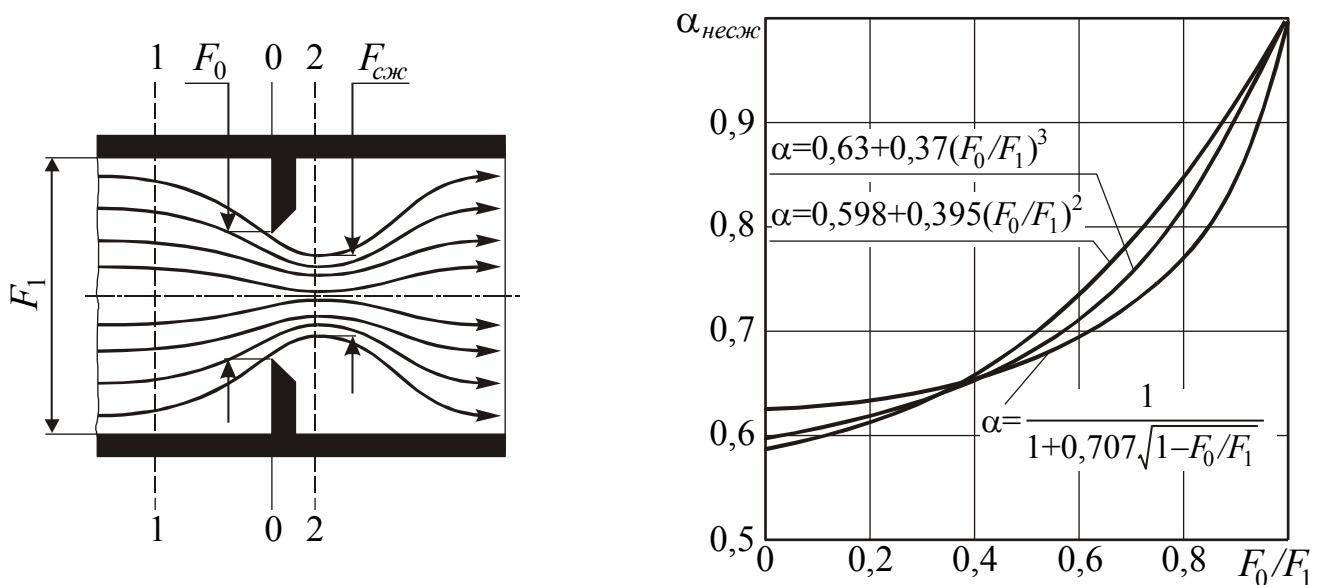 1 F₀ 0 2 Fсж
F₁
1 0 2
αнесж
0,9
0,8
0,7
0,6
0,5
α=0,63+0,37(F₀/F₁)³
α=0,598+0,395(F₀/F₁)²
α=1/(1+0,707√(1−F₀/F₁))
0 0,2 0,4 0,6 0,8 F₀/F₁